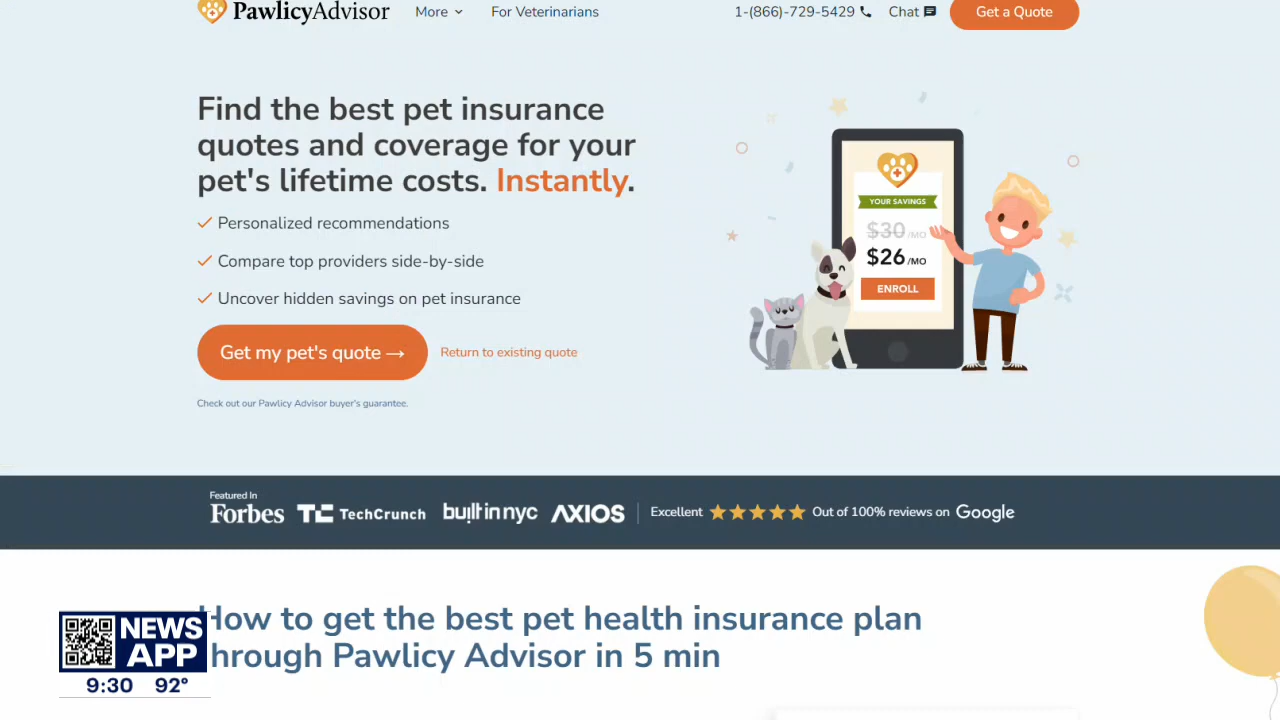 PawlicyAdvisor More For Veterinarians 1-(866)-729-5429 Chat Get a Quote
Find the best pet insurance
quotes and coverage for your
pet's lifetime costs. Instantly.
Personalized recommendations
Compare top providers side-by-side
Uncover hidden savings on pet insurance
Get my pet's quote →
Return to existing quote
Check out our Pawlicy Advisor buyer's guarantee.
YOUR SAVINGS
$30 /MO
$26 /MO
ENROLL
Featured In
Forbes TC TechCrunch built in nyc AXIOS Excellent Out of 100% reviews on Google
How to get the best pet health insurance plan
hrough Pawlicy Advisor in 5 min
NEWS
APP
9:30 92°